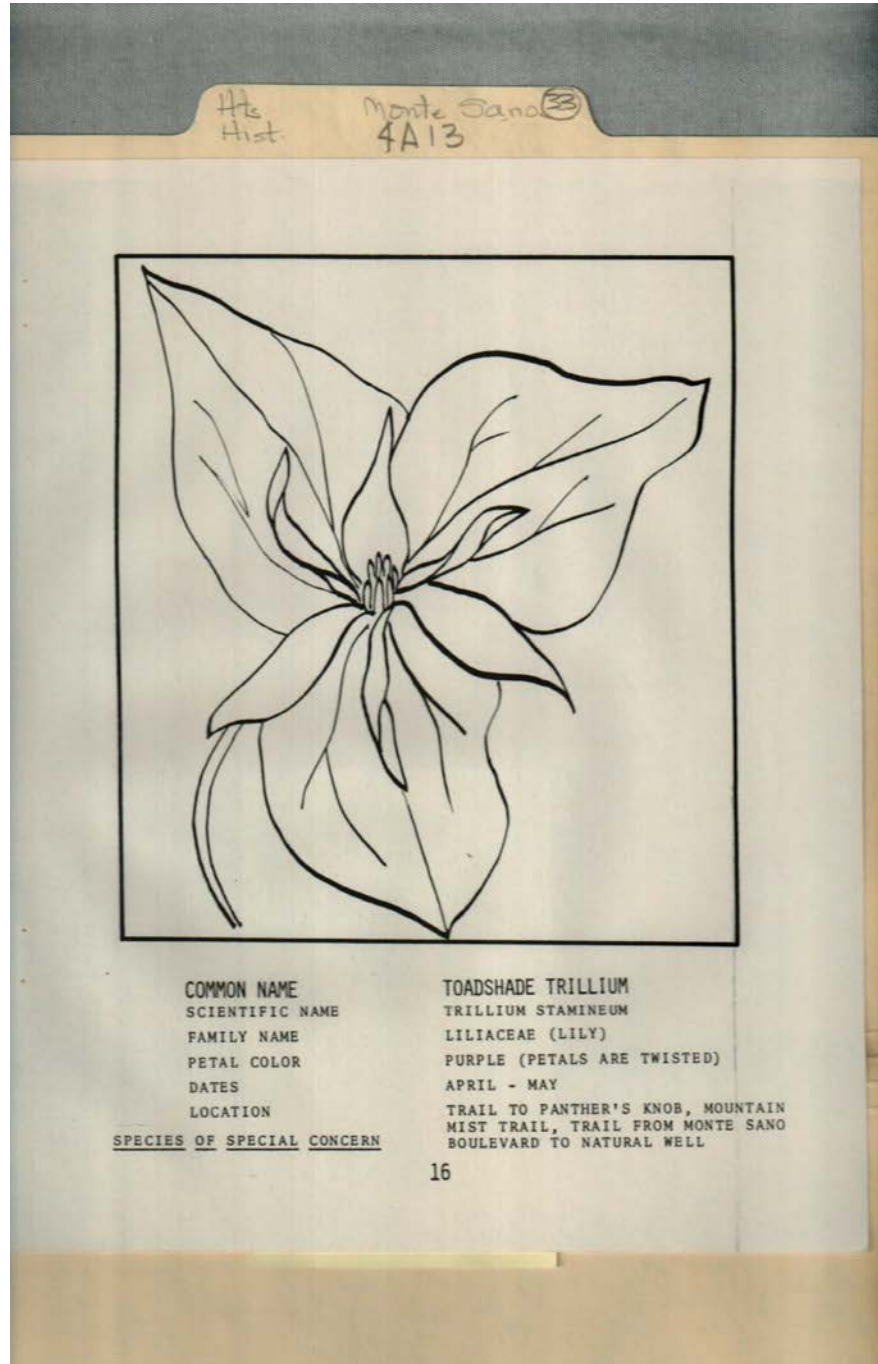 Hts. Monte Sano 33
Hist. 4A13
COMMON NAME TOADSHADE TRILLIUM
SCIENTIFIC NAME TRILLIUM STAMINEUM
FAMILY NAME LILIACEAE (LILY)
PETAL COLOR PURPLE (PETALS ARE TWISTED)
DATES APRIL - MAY
LOCATION TRAIL TO PANTHER'S KNOB, MOUNTAIN
MIST TRAIL, TRAIL FROM MONTE SANO
SPECIES OF SPECIAL CONCERN BOULEVARD TO NATURAL WELL
16